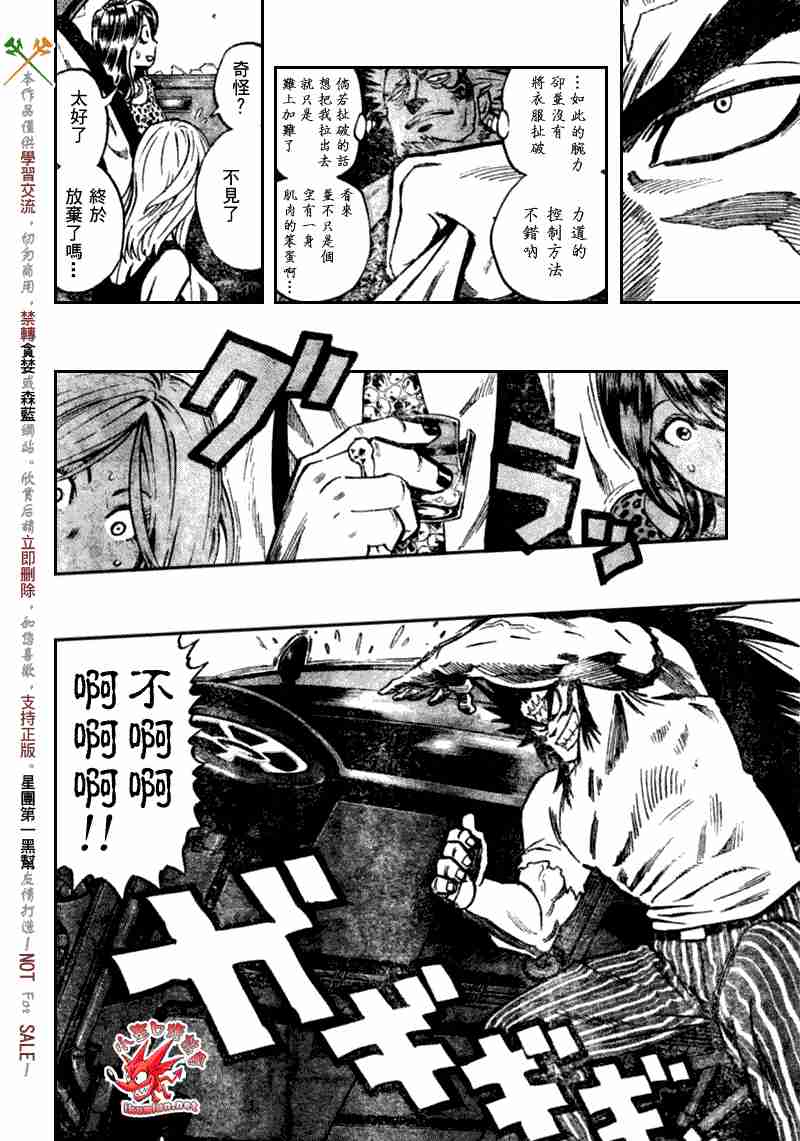 …如此的腕力
卻並沒有
將衣服扯破
力道的
控制方法
不錯吶
倘若扯破的話
想把我拉出去
就只是
難上加難了
看來
並不只是個
空有一身
肌肉的笨蛋啊…
奇怪?
不見了
太好了
終於
放棄了嗎…
グ
ラッ
不啊啊
啊啊啊!!
ギギギギギ
本作品僅供學習交流,切勿商用,禁轉貪婪或森藍網站。欣賞后請立即刪除,如您喜歡,支持正版。星團第一黑幫友情打造—NOT For SALE—
ikemlan.net